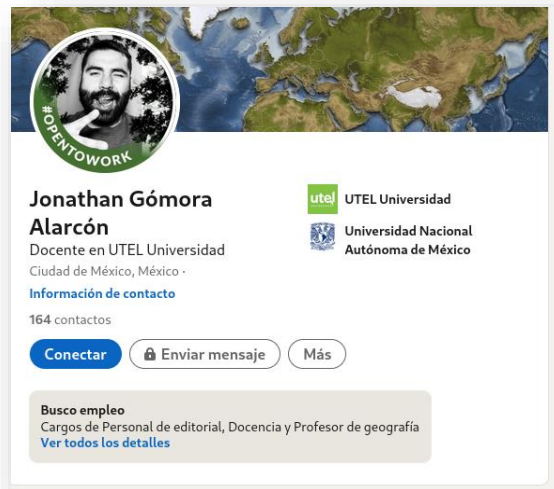 #OPENTOWORK
Jonathan Gómora
Alarcón
Docente en UTEL Universidad
Ciudad de México, México ·
Información de contacto
164 contactos
Conectar
Enviar mensaje
Más
utel
UTEL Universidad
Universidad Nacional
Autónoma de México
Busco empleo
Cargos de Personal de editorial, Docencia y Profesor de geografía
Ver todos los detalles